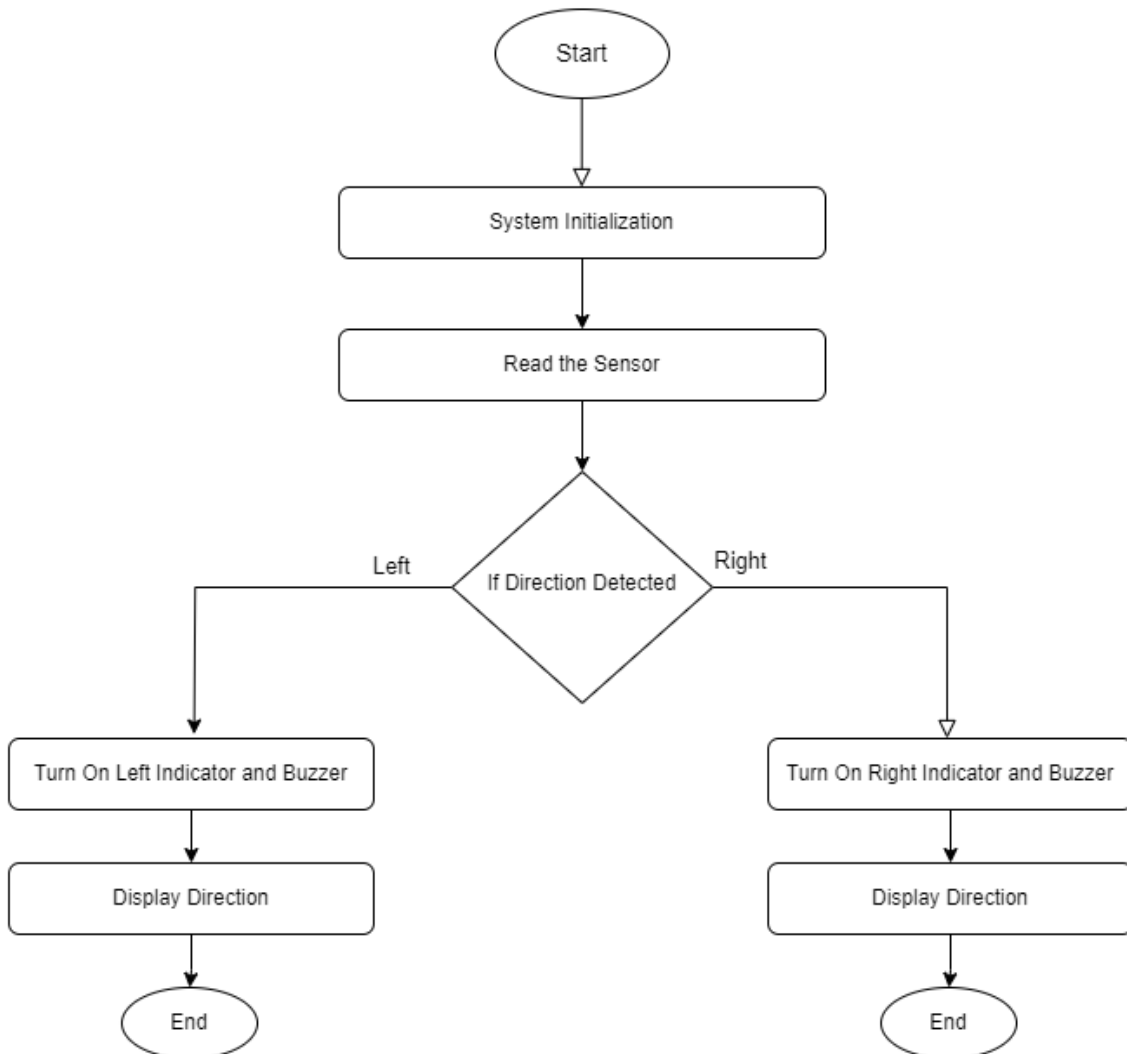 Start
System Initialization
Read the Sensor
If Direction Detected
Left
Right
Turn On Left Indicator and Buzzer
Turn On Right Indicator and Buzzer
Display Direction
Display Direction
End
End